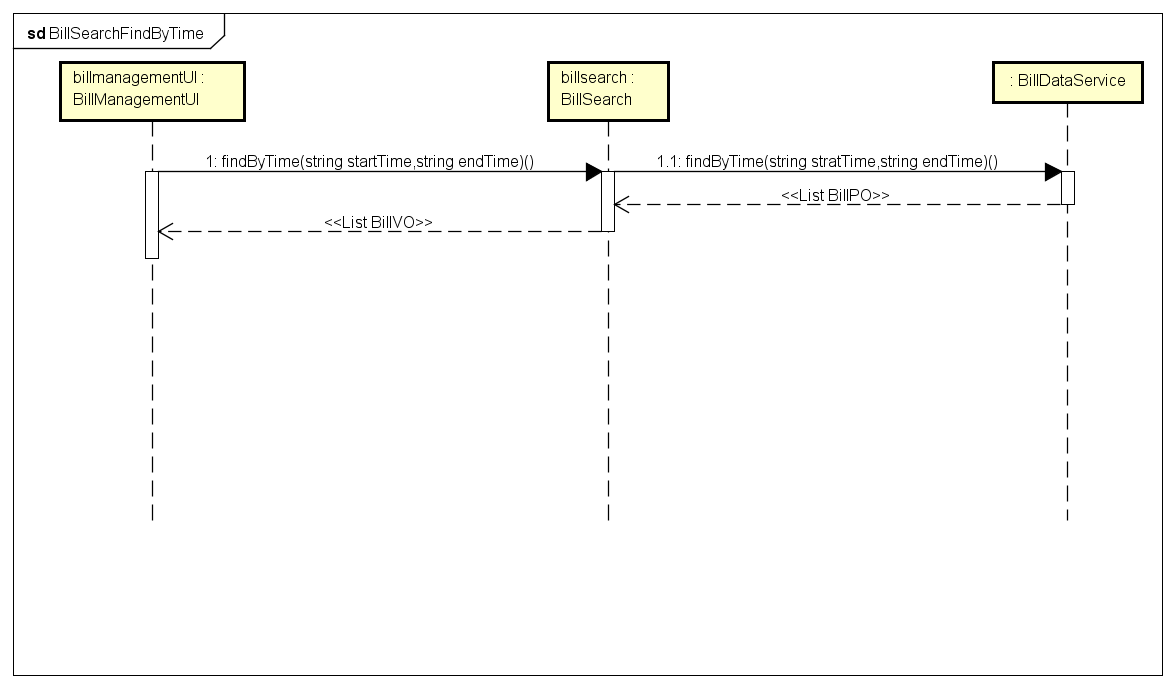 sd BillSearchFindByTime
billmanagementUI :
BillManagementUI
billsearch :
BillSearch
: BillDataService
1: findByTime(string startTime,string endTime)()
1.1: findByTime(string stratTime,string endTime)()
<<List BillPO>>
<<List BillVO>>